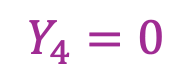 Y₄ = 0